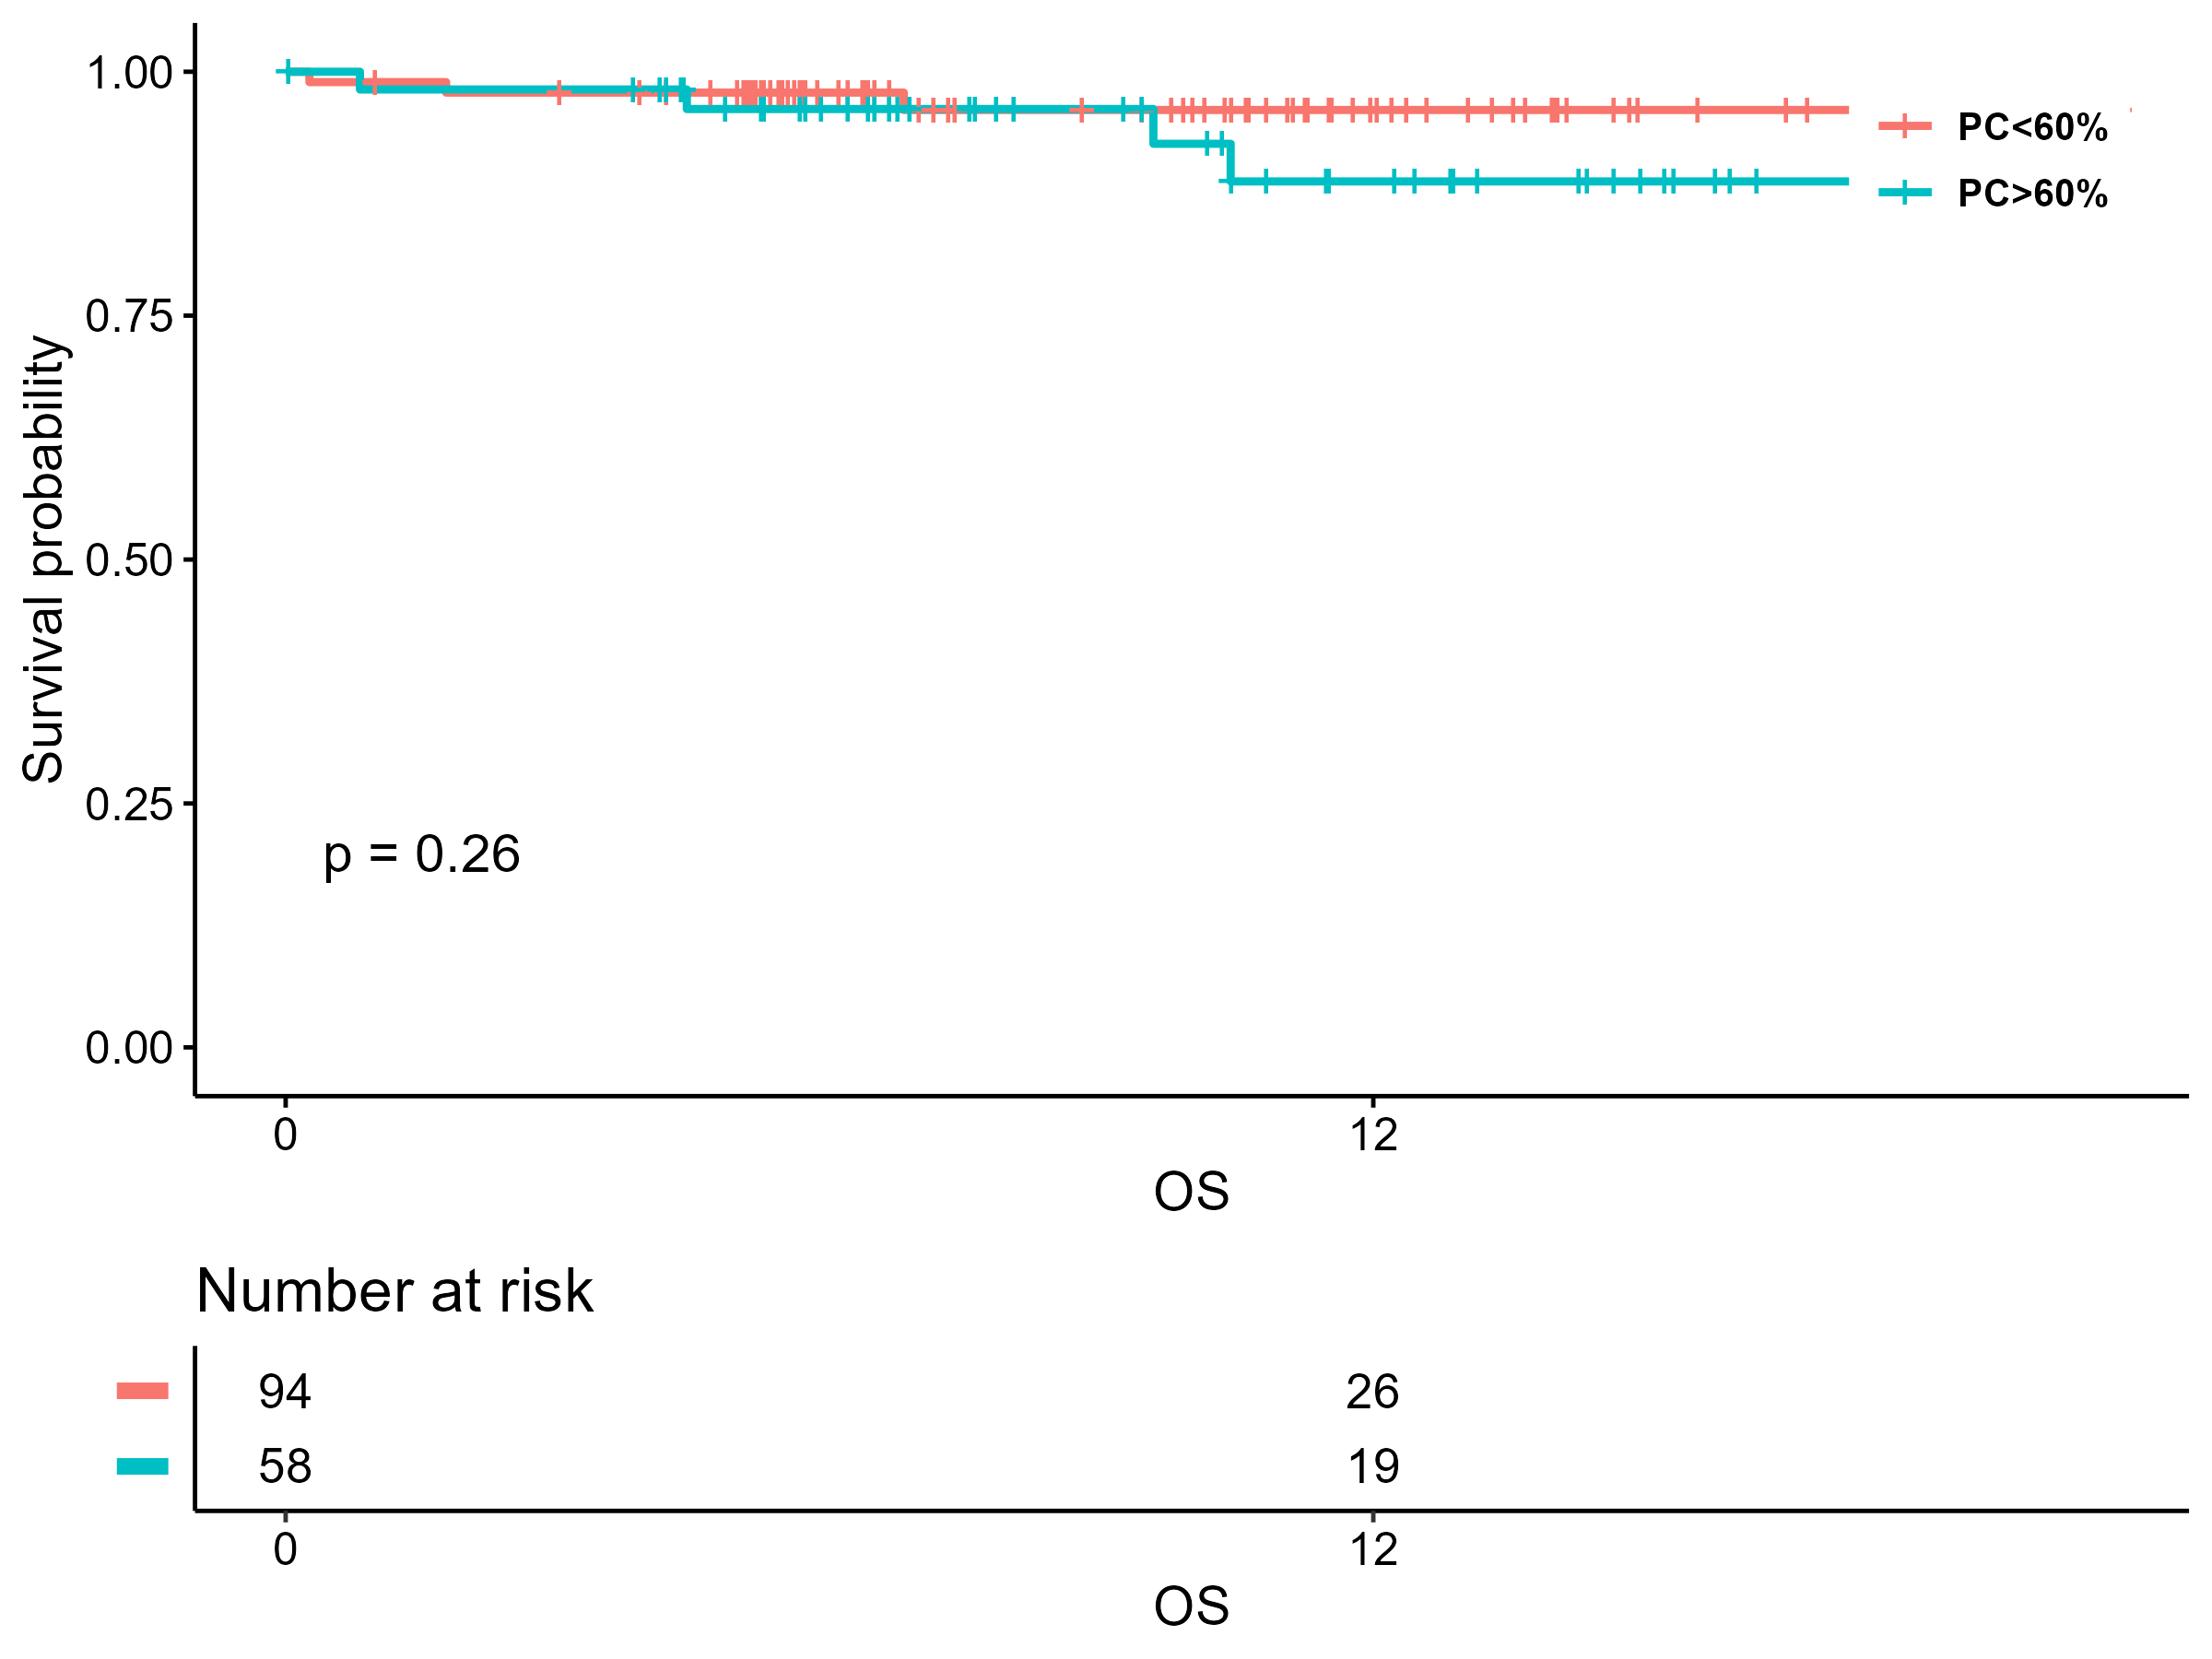 1.00
0.75
0.50
0.25
0.00
Survival probability
PC<60%
PC>60%
p = 0.26
0 12
OS
Number at risk
94 26
58 19
0 12
OS